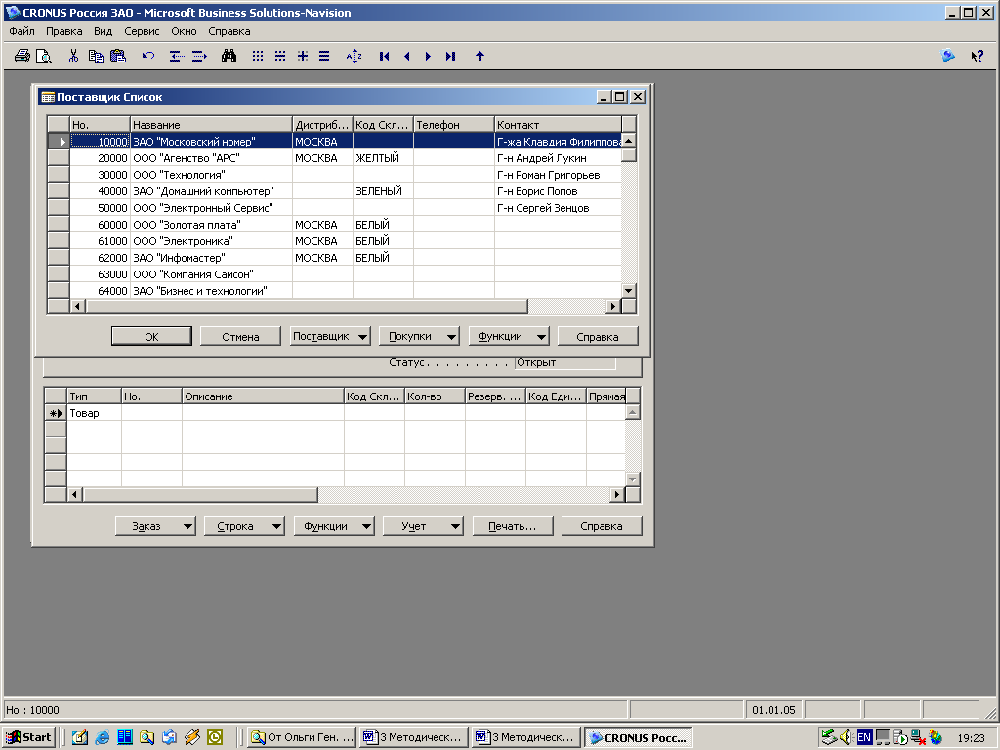 CRONUS Россия ЗАО - Microsoft Business Solutions-Navision
Файл Правка Вид Сервис Окно Справка
Поставщик Список
Но. Название Дистриб... Код Скл... Телефон Контакт
10000 ЗАО "Московский номер" МОСКВА Г-жа Клавдия Филиппова
20000 ООО "Агенство "АРС" МОСКВА ЖЕЛТЫЙ Г-н Андрей Лукин
30000 ООО "Технология" Г-н Роман Григорьев
40000 ЗАО "Домашний компьютер" ЗЕЛЕНЫЙ Г-н Борис Попов
50000 ООО "Электронный Сервис" Г-н Сергей Зенцов
60000 ООО "Золотая плата" МОСКВА БЕЛЫЙ
61000 ООО "Электроника" МОСКВА БЕЛЫЙ
62000 ЗАО "Инфомастер" МОСКВА БЕЛЫЙ
63000 ООО "Компания Самсон"
64000 ЗАО "Бизнес и технологии"
ОК Отмена Поставщик Покупки Функции Справка
Статус. . . . . . . . . Открыт
Тип Но. Описание Код Скл... Кол-во Резерв. ... Код Еди... Прямая
Товар
Заказ Строка Функции Учет Печать... Справка
Но.: 10000 01.01.05
Start От Ольги Ген. ... 3 Методическ... 3 Методическ... CRONUS Росс... EN 19:23